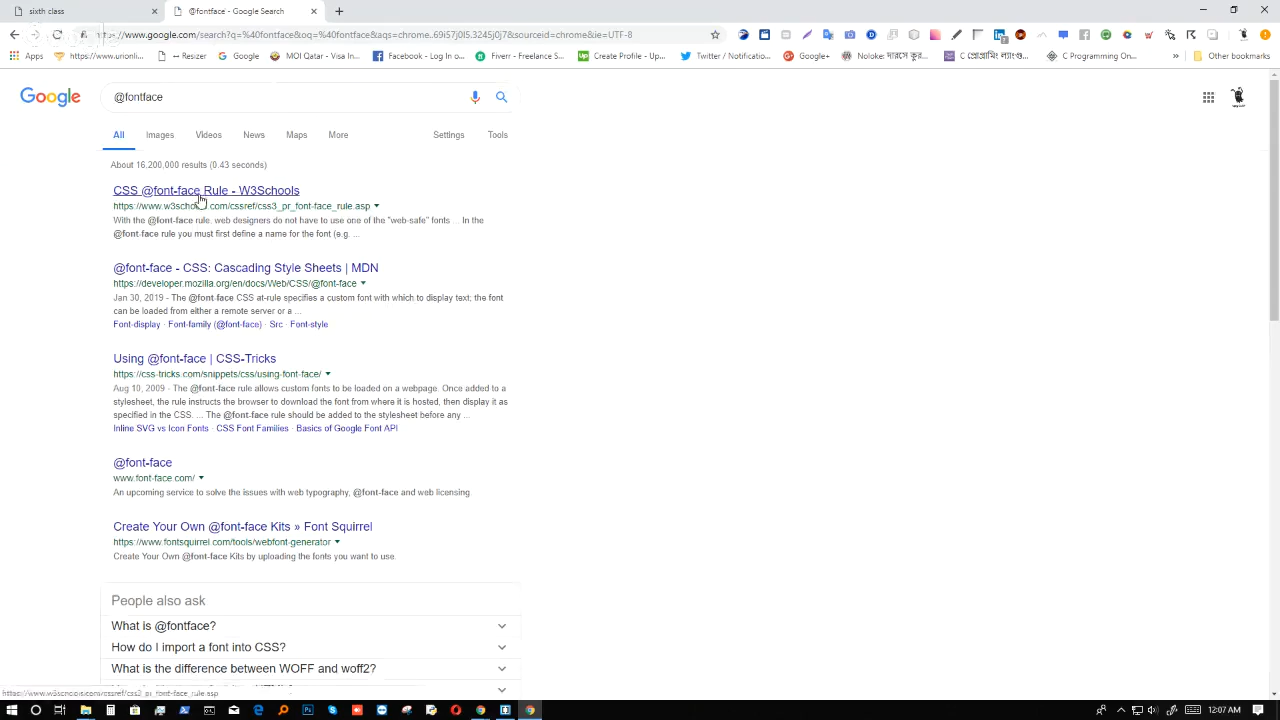 sixth class
@fontface - Google Search
https://www.google.com/search?q=%40fontface&oq=%40fontface&aqs=chrome..69i57j0l5.3245j0j7&sourceid=chrome&ie=UTF-8
Apps
https://www.urionli...
Resizer
Google
MOQatar - Visa In...
Facebook - Log In o...
Fiverr - Freelance S...
Create Profile - Up...
Twitter / Notificatio...
Google+
C Programming On...
Other bookmarks
Google
@fontface
All
Images
Videos
News
Maps
More
Settings
Tools
About 16,200,000 results (0.43 seconds)
CSS @font-face Rule - W3Schools
https://www.w3schools.com/cssref/css3_pr_font-face_rule.asp
With the @font-face rule, web designers do not have to use one of the "web-safe" fonts ... In the
@font-face rule you must first define a name for the font (e.g. ...
@font-face - CSS: Cascading Style Sheets | MDN
https://developer.mozilla.org/en/docs/Web/CSS/@font-face
Jan 30, 2019 - The @font-face CSS at-rule specifies a custom font with which to display text; the font
can be loaded from either a remote server or a ...
Font-display · Font-family (@font-face) · Src · Font-style
Using @font-face | CSS-Tricks
https://css-tricks.com/snippets/css/using-font-face/
Aug 10, 2009 - The @font-face rule allows custom fonts to be loaded on a webpage. Once added to a
stylesheet, the rule instructs the browser to download the font from where it is hosted, then display it as
specified in the CSS. ... The @font-face rule should be added to the stylesheet before any ...
Inline SVG vs Icon Fonts · CSS Font Families · Basics of Google Font API
@font-face
www.font-face.com/
An upcoming service to solve the issues with web typography, @font-face and web licensing.
Create Your Own @font-face Kits » Font Squirrel
https://www.fontsquirrel.com/tools/webfont-generator
Create Your Own @font-face Kits by uploading the fonts you want to use.
People also ask
What is @fontface?
How do I import a font into CSS?
What is the difference between WOFF and woff2?
https://www.w3schools.com/cssref/css3_pr_font-face_rule.asp
12:07 AM